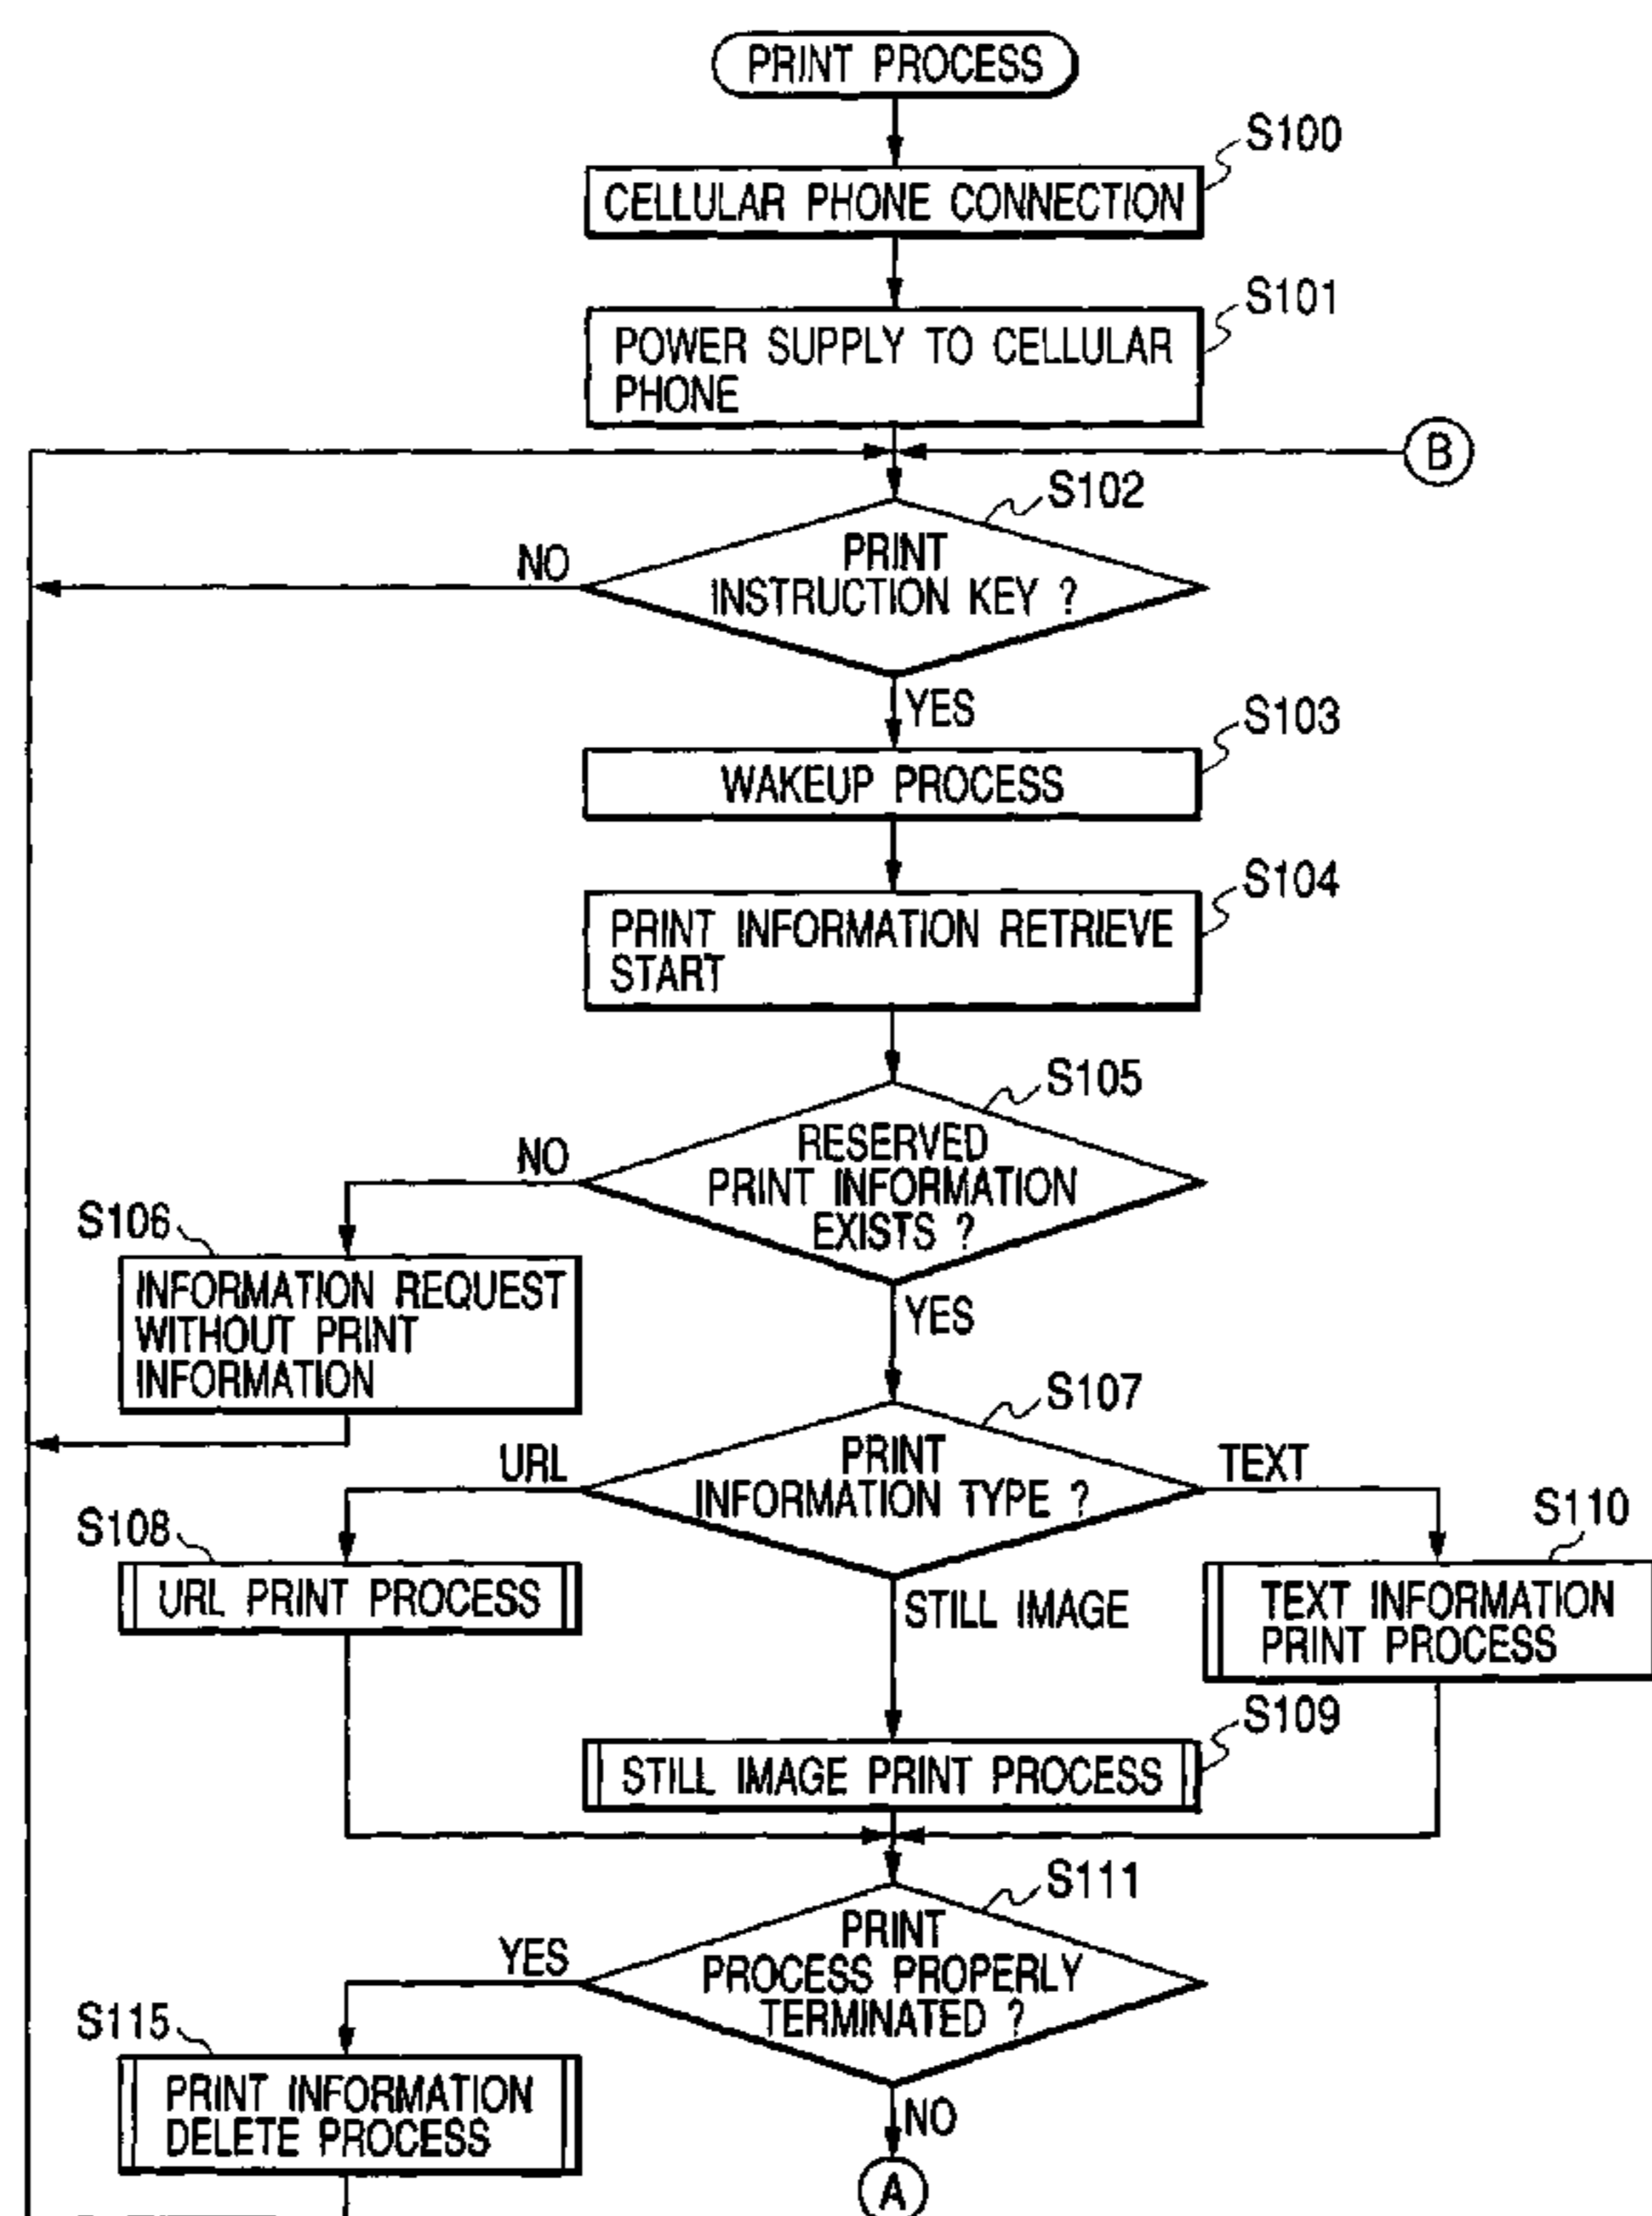 PRINT PROCESS
S100
CELLULAR PHONE CONNECTION
S101
POWER SUPPLY TO CELLULAR
PHONE
B
S102
PRINT
INSTRUCTION KEY ?
NO
YES
S103
WAKEUP PROCESS
S104
PRINT INFORMATION RETRIEVE
START
S105
RESERVED
PRINT INFORMATION
EXISTS ?
NO
S106
INFORMATION REQUEST
WITHOUT PRINT
INFORMATION
YES
S107
PRINT
INFORMATION TYPE ?
URL
TEXT
S108
URL PRINT PROCESS
STILL IMAGE
S110
TEXT INFORMATION
PRINT PROCESS
S109
STILL IMAGE PRINT PROCESS
S111
PRINT
PROCESS PROPERLY
TERMINATED ?
YES
S115
PRINT INFORMATION
DELETE PROCESS
NO
A